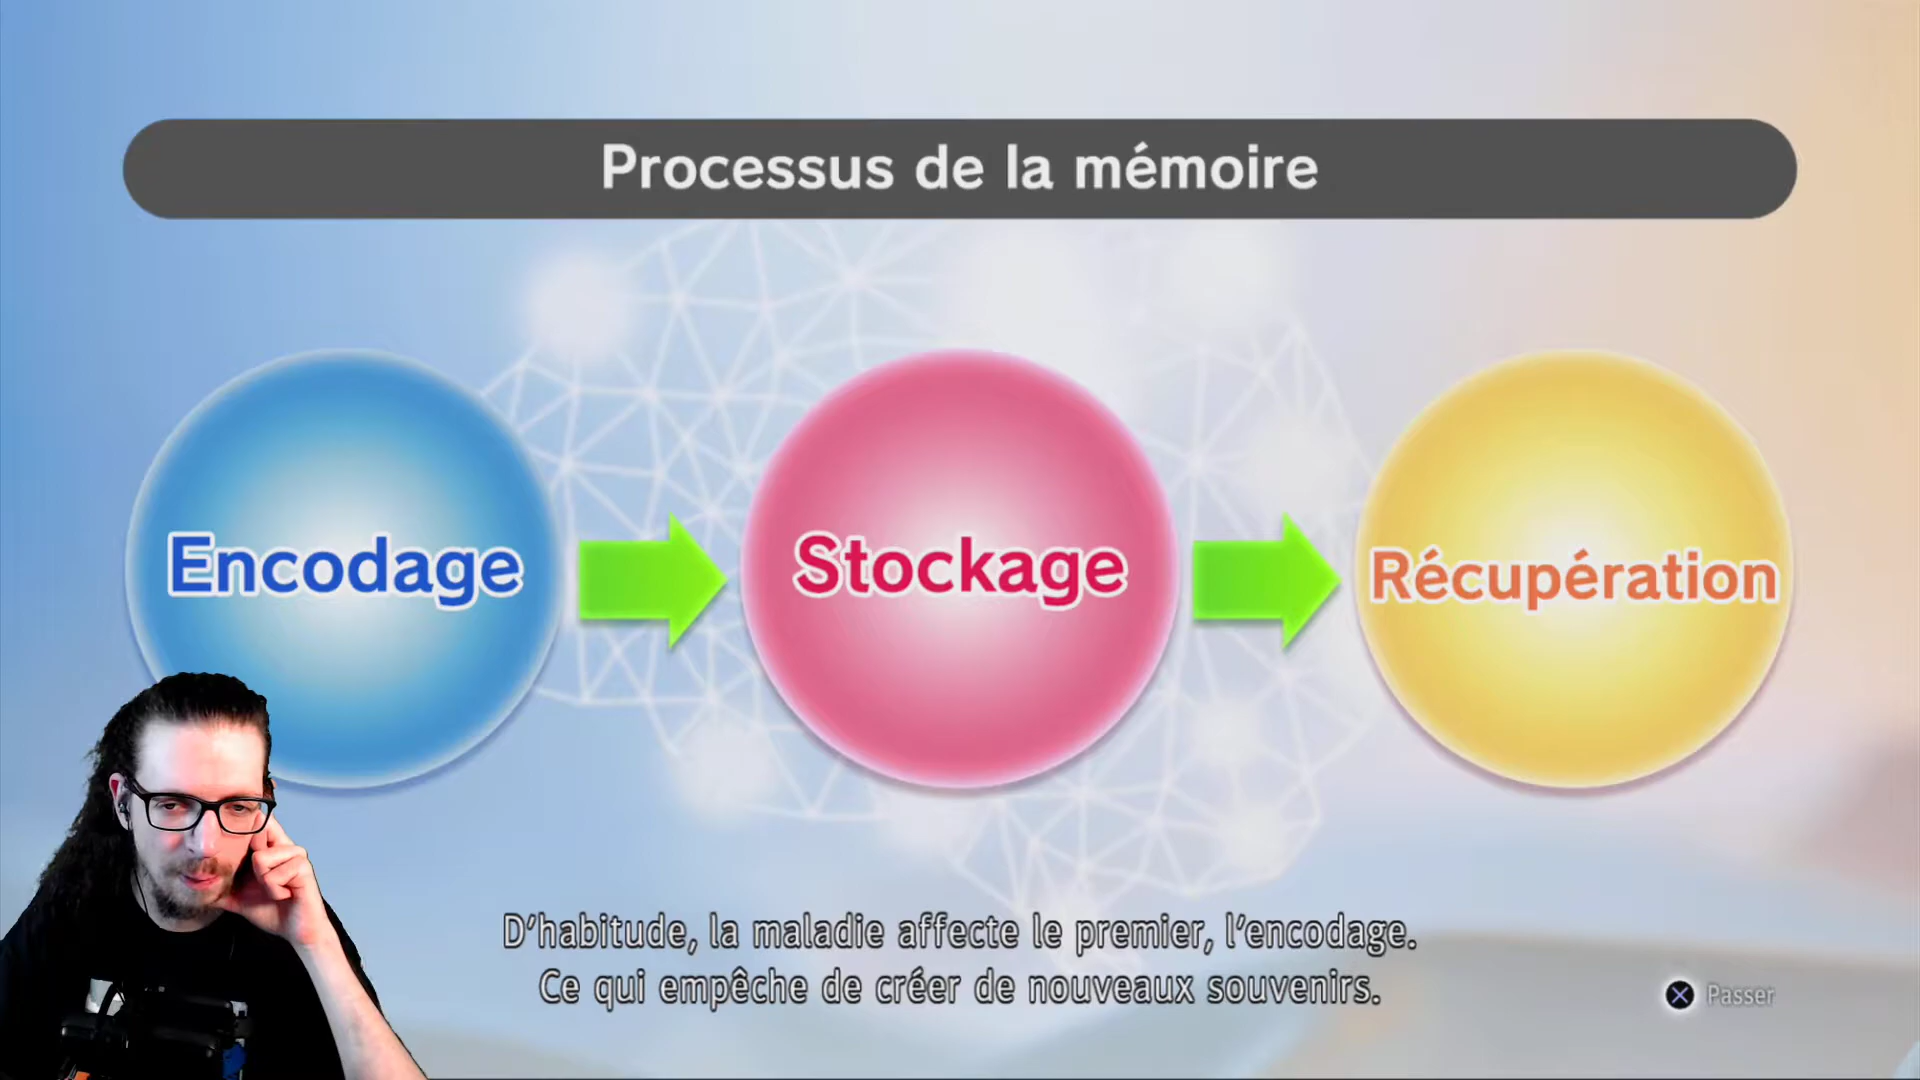 Processus de la mémoire
Encodage
Stockage
Récupération
D'habitude, la maladie affecte le premier, l'encodage.
Ce qui empêche de créer de nouveaux souvenirs.
Passer